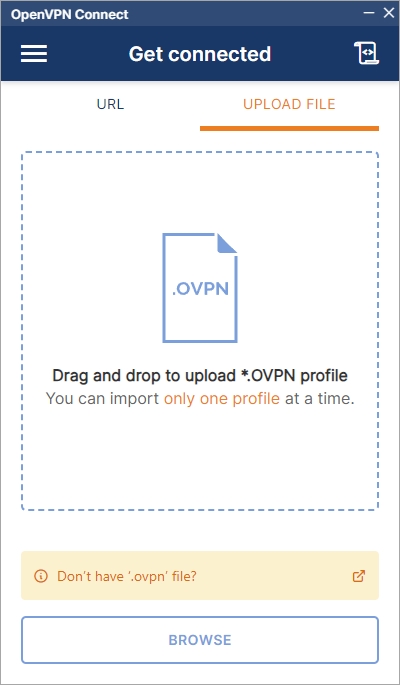 OpenVPN Connect
Get connected
URL
UPLOAD FILE
.OVPN
Drag and drop to upload *.OVPN profile
You can import only one profile at a time.
Don't have '.ovpn' file?
BROWSE